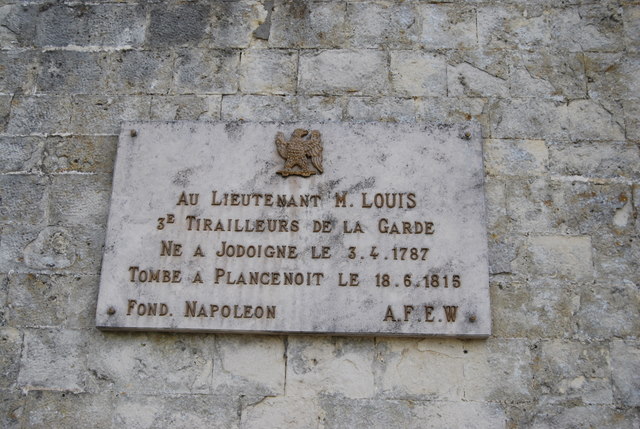 AU LIEUTENANT M. LOUIS
3E TIRAILLEURS DE LA GARDE
NE A JODOIGNE LE 3.4.1787
TOMBE A PLANCENOIT LE 18.6.1815
FOND. NAPOLEON A.F.E.W